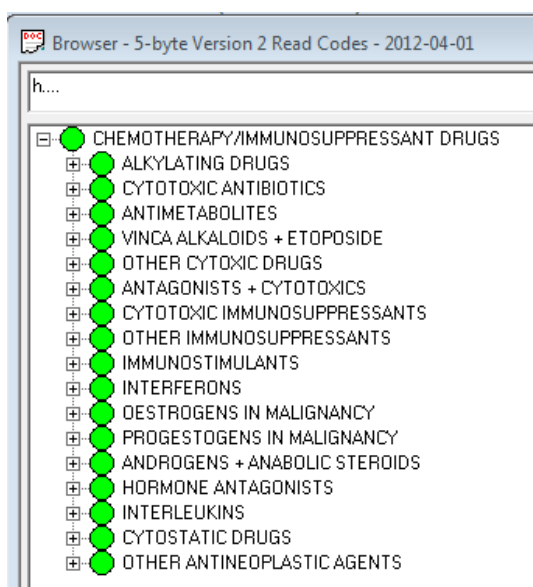 DOC
Browser - 5-byte Version 2 Read Codes - 2012-04-01
h....
CHEMOTHERAPY/IMMUNOSUPPRESSANT DRUGS
ALKYLATING DRUGS
CYTOTOXIC ANTIBIOTICS
ANTIMETABOLITES
VINCA ALKALOIDS + ETOPOSIDE
OTHER CYTOXIC DRUGS
ANTAGONISTS + CYTOTOXICS
CYTOTOXIC IMMUNOSUPPRESSANTS
OTHER IMMUNOSUPPRESSANTS
IMMUNOSTIMULANTS
INTERFERONS
OESTROGENS IN MALIGNANCY
PROGESTOGENS IN MALIGNANCY
ANDROGENS + ANABOLIC STEROIDS
HORMONE ANTAGONISTS
INTERLEUKINS
CYTOSTATIC DRUGS
OTHER ANTINEOPLASTIC AGENTS